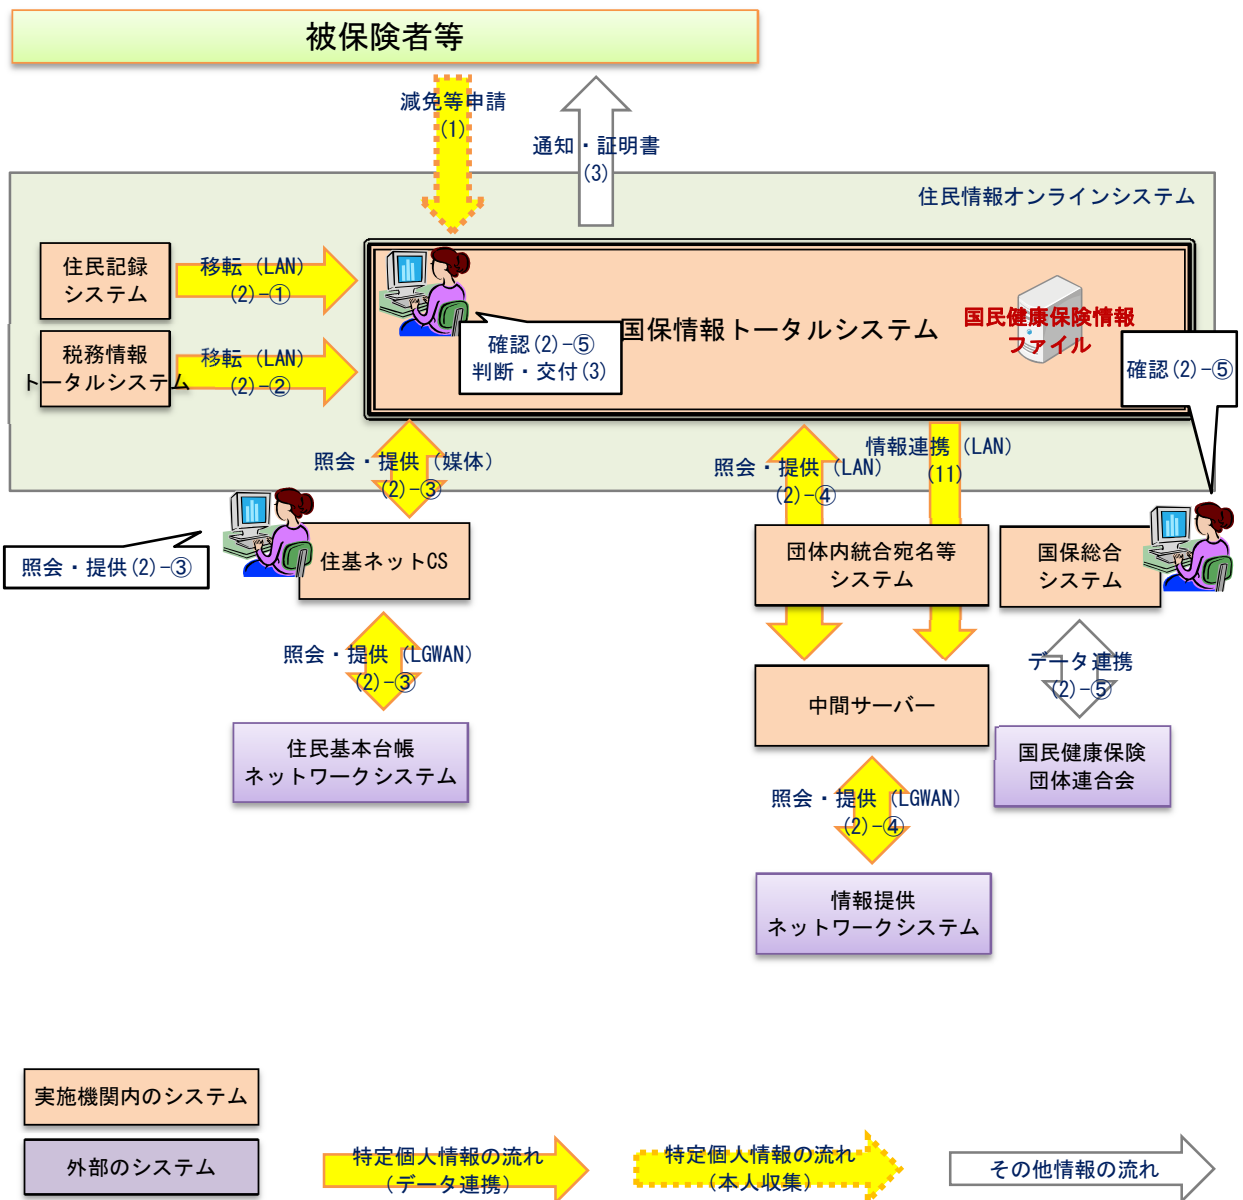 被保険者等
減免等申請
(1)
通知・証明書
(3)
住民情報オンラインシステム
住民記録
システム
移転（LAN）
(2)-①
税務情報
トータルシステム
移転（LAN）
(2)-②
国保情報トータルシステム
国民健康保険情報
ファイル
確認(2)-⑤
判断・交付(3)
確認(2)-⑤
照会・提供（媒体）
(2)-③
照会・提供（LAN）
(2)-④
情報連携（LAN）
(11)
照会・提供(2)-③
住基ネットCS
団体内統合宛名等
システム
国保総合
システム
照会・提供（LGWAN）
(2)-③
データ連携
(2)-⑤
中間サーバー
住民基本台帳
ネットワークシステム
国民健康保険
団体連合会
照会・提供（LGWAN）
(2)-④
情報提供
ネットワークシステム
実施機関内のシステム
外部のシステム
特定個人情報の流れ
（データ連携）
特定個人情報の流れ
（本人収集）
その他情報の流れ